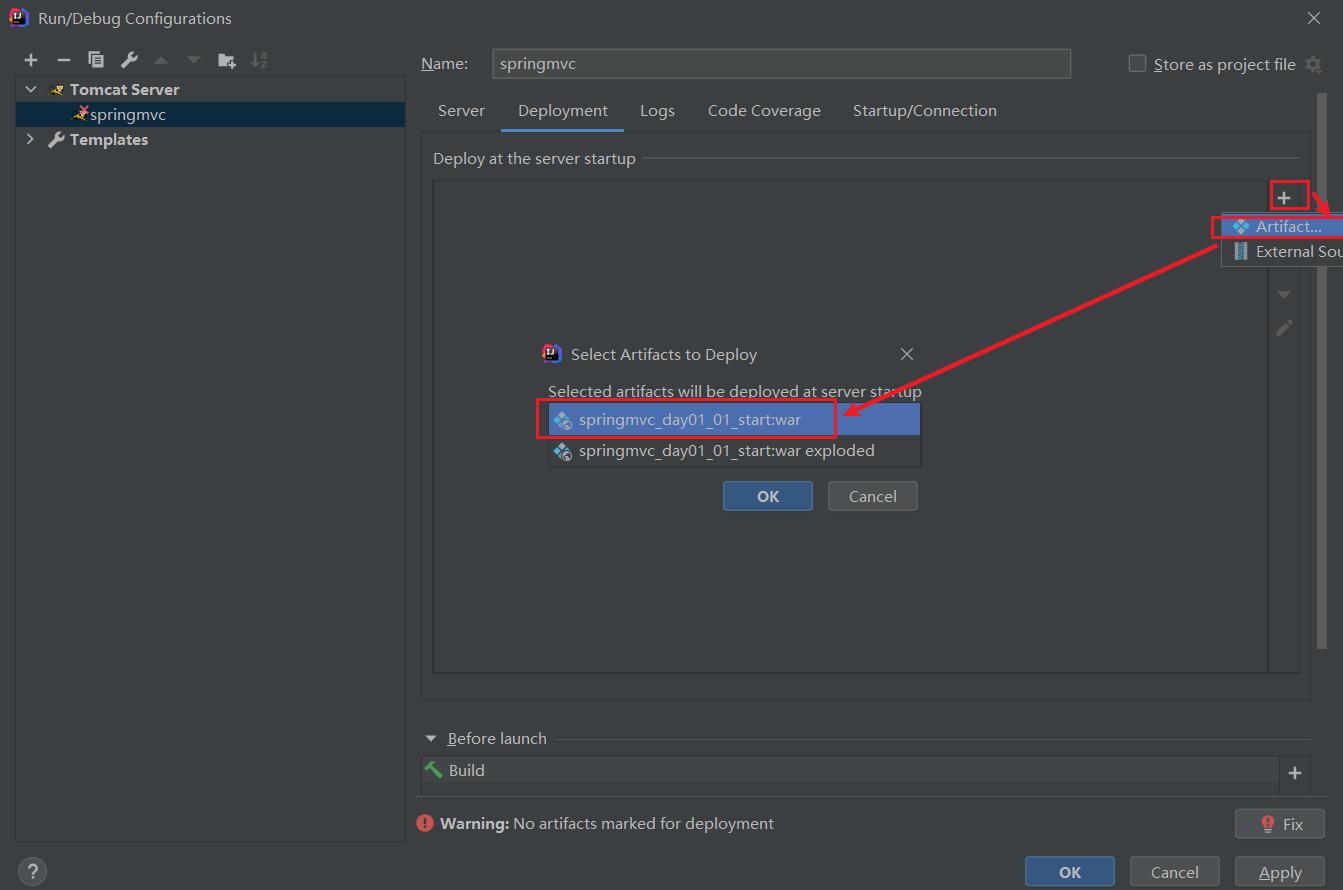 Run/Debug Configurations
Name: springmvc
Store as project file
Tomcat Server
springmvc
Templates
Server Deployment Logs Code Coverage Startup/Connection
Deploy at the server startup
Artifact...
External Sou
Select Artifacts to Deploy
Selected artifacts will be deployed at server startup
springmvc_day01_01_start:war
springmvc_day01_01_start:war exploded
OK Cancel
Before launch
Build
Warning: No artifacts marked for deployment
Fix
?
OK Cancel Apply